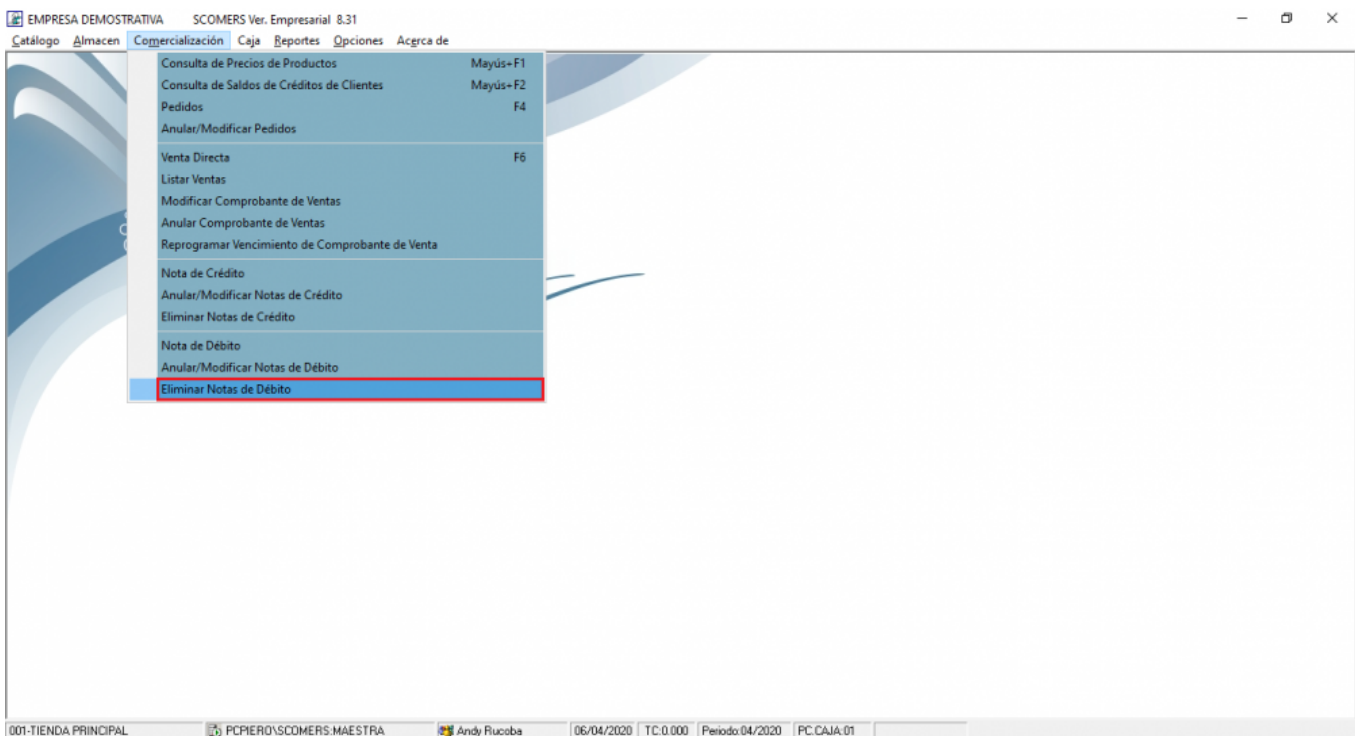 EMPRESA DEMOSTRATIVA SCOMERS Ver. Empresarial 8.31
Catálogo Almacen Comercialización Caja Reportes Opciones Acerca de
Consulta de Precios de Productos Mayús+F1
Consulta de Saldos de Créditos de Clientes Mayús+F2
Pedidos F4
Anular/Modificar Pedidos
Venta Directa F6
Listar Ventas
Modificar Comprobante de Ventas
Anular Comprobante de Ventas
Reprogramar Vencimiento de Comprobante de Venta
Nota de Crédito
Anular/Modificar Notas de Crédito
Eliminar Notas de Crédito
Nota de Débito
Anular/Modificar Notas de Débito
Eliminar Notas de Débito
001-TIENDA PRINCIPAL PCPIERO\SCOMERS:MAESTRA Andy Rucoba 06/04/2020 TC:0.000 Periodo:04/2020 PC.CAJA:01